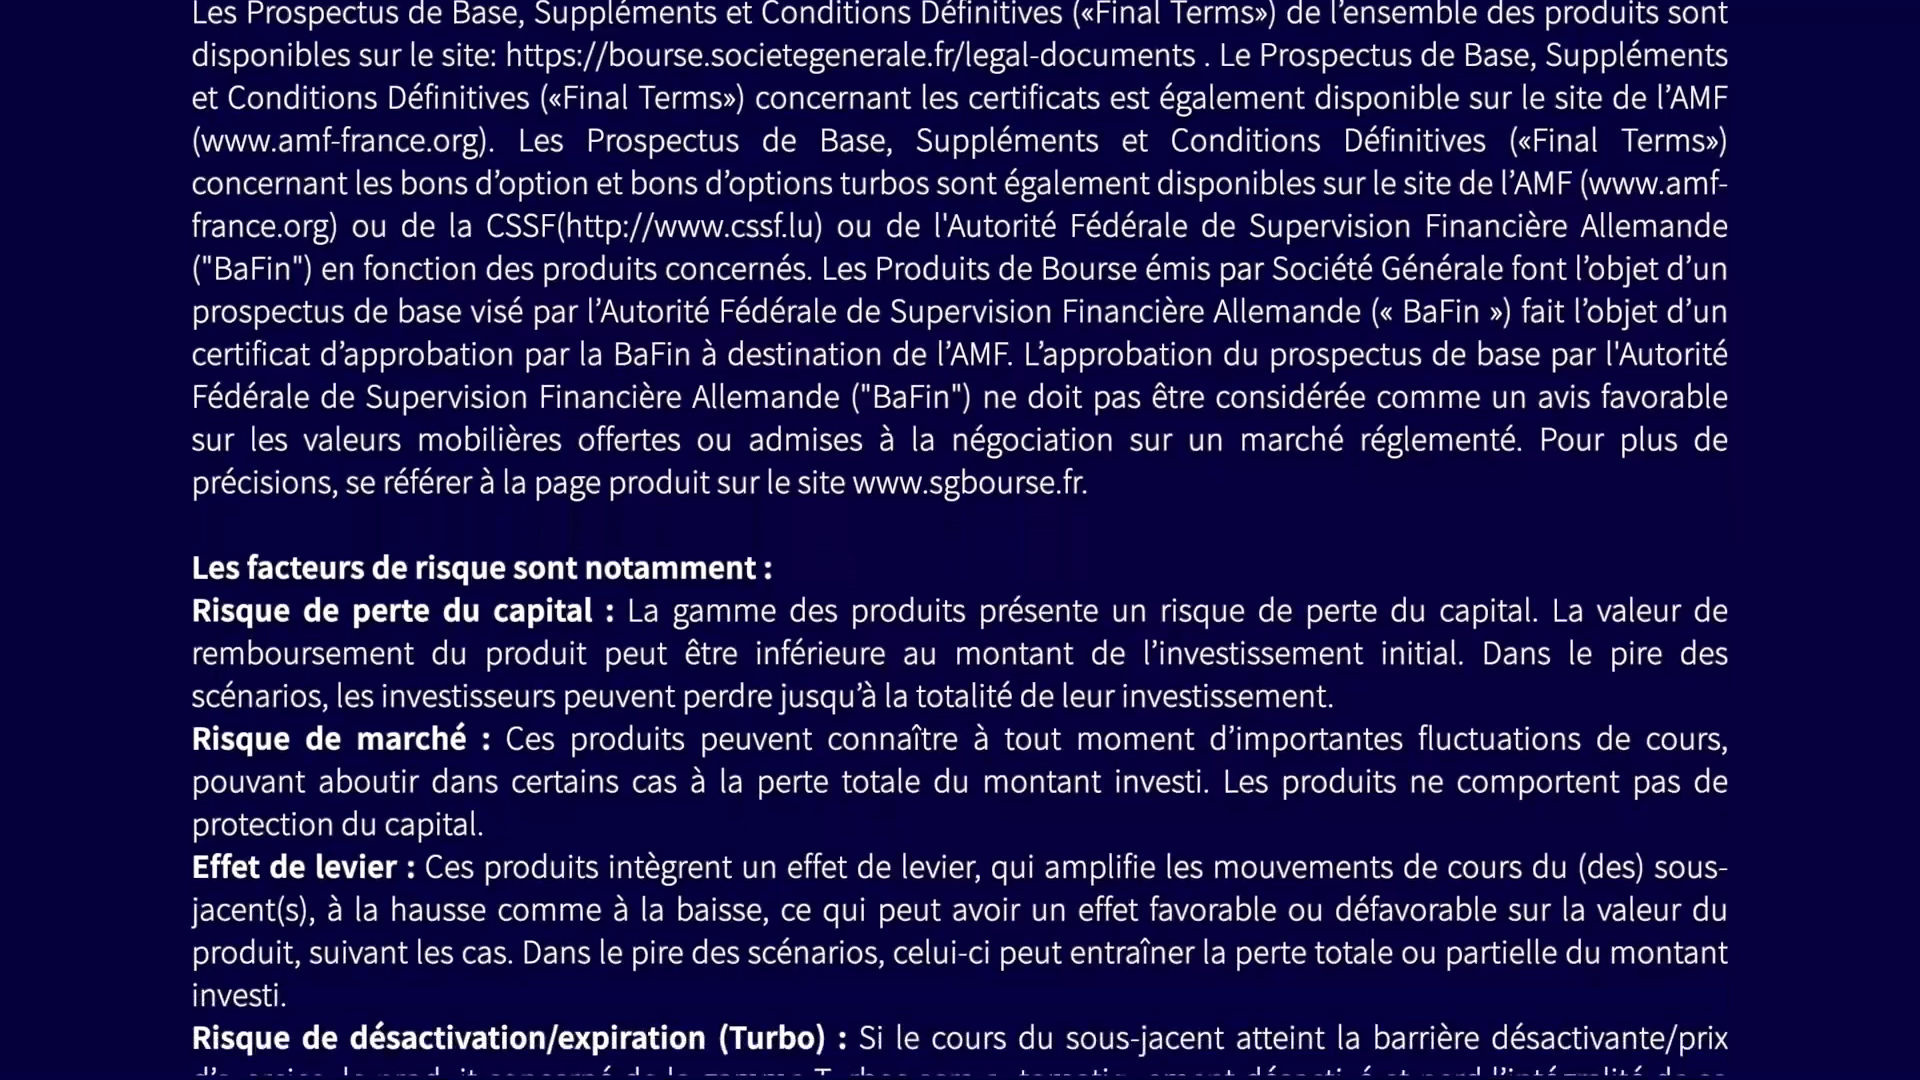 Les Prospectus de Base, Suppléments et Conditions Définitives («Final Terms») de l’ensemble des produits sont
disponibles sur le site: https://bourse.societegenerale.fr/legal-documents . Le Prospectus de Base, Suppléments
et Conditions Définitives («Final Terms») concernant les certificats est également disponible sur le site de l’AMF
(www.amf-france.org). Les Prospectus de Base, Suppléments et Conditions Définitives («Final Terms»)
concernant les bons d’option et bons d’options turbos sont également disponibles sur le site de l’AMF (www.amf-
france.org) ou de la CSSF(http://www.cssf.lu) ou de l'Autorité Fédérale de Supervision Financière Allemande
("BaFin") en fonction des produits concernés. Les Produits de Bourse émis par Société Générale font l’objet d’un
prospectus de base visé par l’Autorité Fédérale de Supervision Financière Allemande (« BaFin ») fait l’objet d’un
certificat d’approbation par la BaFin à destination de l’AMF. L’approbation du prospectus de base par l'Autorité
Fédérale de Supervision Financière Allemande ("BaFin") ne doit pas être considérée comme un avis favorable
sur les valeurs mobilières offertes ou admises à la négociation sur un marché réglementé. Pour plus de
précisions, se référer à la page produit sur le site www.sgbourse.fr.
Les facteurs de risque sont notamment :
Risque de perte du capital : La gamme des produits présente un risque de perte du capital. La valeur de
remboursement du produit peut être inférieure au montant de l’investissement initial. Dans le pire des
scénarios, les investisseurs peuvent perdre jusqu’à la totalité de leur investissement.
Risque de marché : Ces produits peuvent connaître à tout moment d’importantes fluctuations de cours,
pouvant aboutir dans certains cas à la perte totale du montant investi. Les produits ne comportent pas de
protection du capital.
Effet de levier : Ces produits intègrent un effet de levier, qui amplifie les mouvements de cours du (des) sous-
jacent(s), à la hausse comme à la baisse, ce qui peut avoir un effet favorable ou défavorable sur la valeur du
produit, suivant les cas. Dans le pire des scénarios, celui-ci peut entraîner la perte totale ou partielle du montant
investi.
Risque de désactivation/expiration (Turbo) : Si le cours du sous-jacent atteint la barrière désactivante/prix